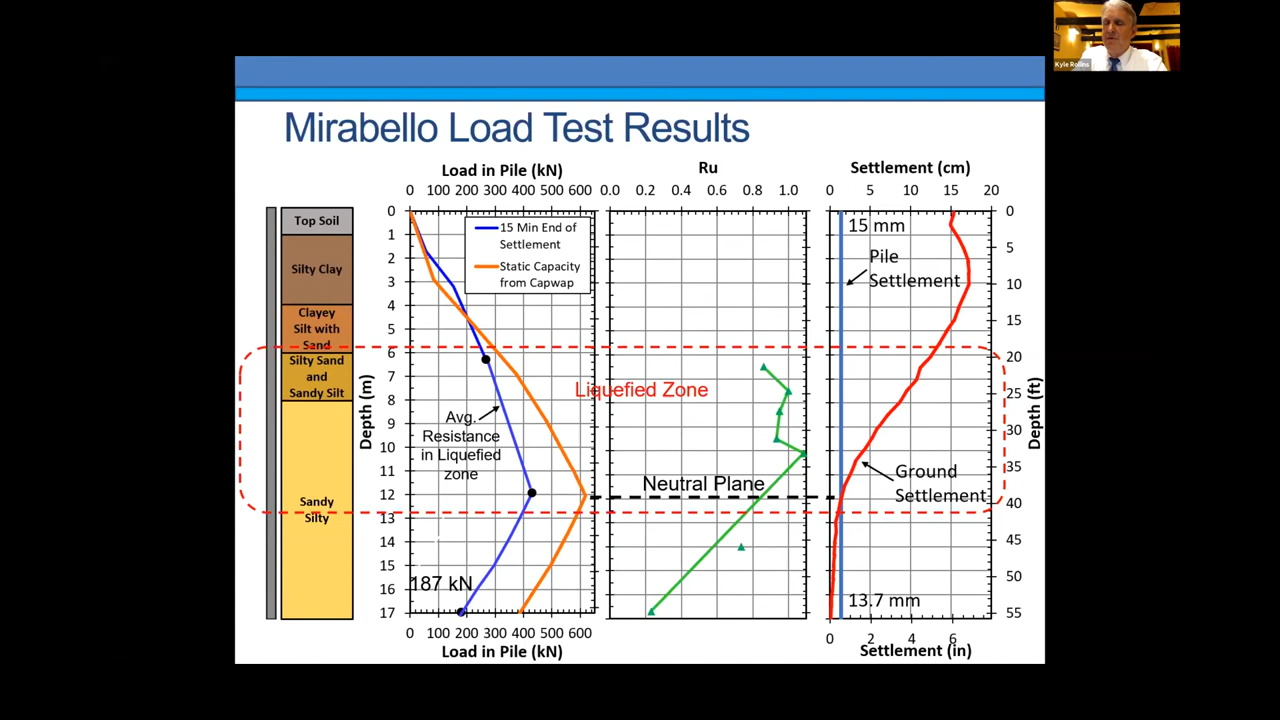 Kyle Rollins
Mirabello Load Test Results
Load in Pile (kN)
0 100 200 300 400 500 600
Ru
0.0 0.2 0.4 0.6 0.8 1.0
Settlement (cm)
0 5 10 15 20
Top Soil
Silty Clay
Clayey
Silt with
Sand
Silty Sand
and
Sandy Silt
Sandy
Silty
Depth (m)
0
1
2
3
4
5
6
7
8
9
10
11
12
13
14
15
16
17
15 Min End of
Settlement
Static Capacity
from Capwap
Avg.
Resistance
in Liquefied
zone
187 kN
Liquefied Zone
Neutral Plane
15 mm
Pile
Settlement
Ground
Settlement
13.7 mm
0
5
10
15
20
25
30
35
40
45
50
55
Depth (ft)
0 100 200 300 400 500 600
Load in Pile (kN)
0 2 4 6
Settlement (in)